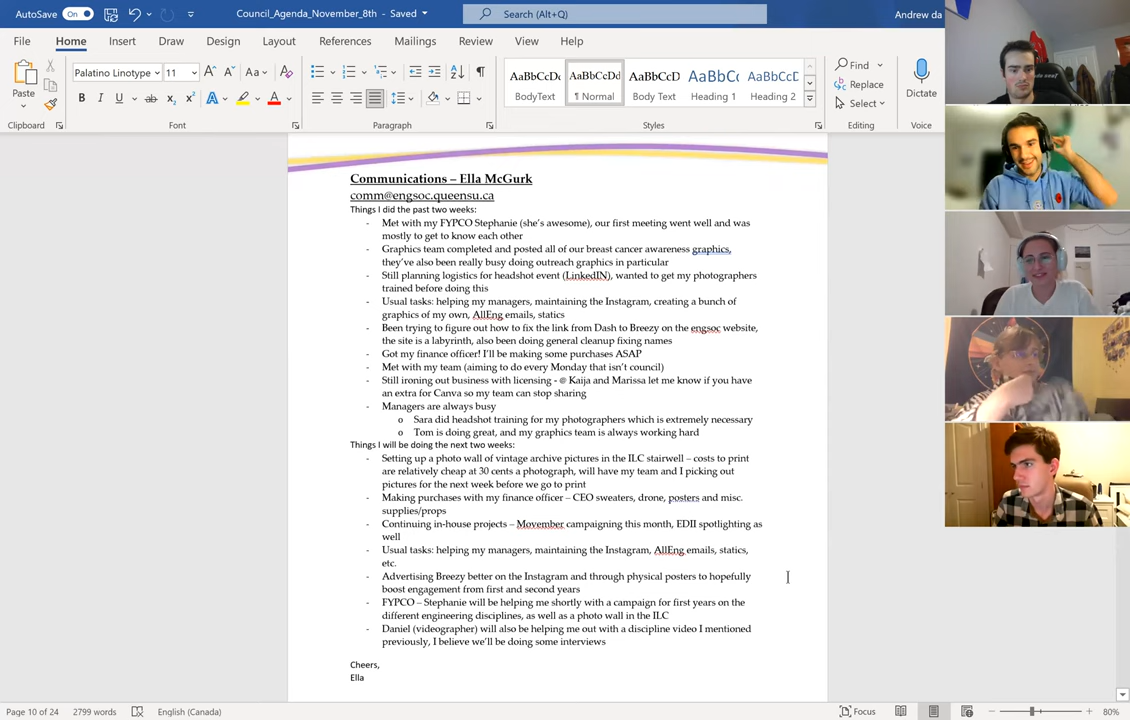 AutoSave On Council_Agenda_November_8th - Saved Search (Alt+Q) Andrew da
File Home Insert Draw Design Layout References Mailings Review View Help
Paste Palatino Linotype 11 Aa
B I U ab x₂ x² A A
AaBbCcDc AaBbCcDd AaBbCcD AaBbCc AaBbCcD
BodyText ¶ Normal Body Text Heading 1 Heading 2
Find
Replace
Select
Dictate
Clipboard Font Paragraph Styles Editing Voice
Communications – Ella McGurk
comm@engsoc.queensu.ca
Things I did the past two weeks:
- Met with my FYPCO Stephanie (she's awesome), our first meeting went well and was
mostly to get to know each other
- Graphics team completed and posted all of our breast cancer awareness graphics,
they've also been really busy doing outreach graphics in particular
- Still planning logistics for headshot event (LinkedIN), wanted to get my photographers
trained before doing this
- Usual tasks: helping my managers, maintaining the Instagram, creating a bunch of
graphics of my own, AllEng emails, statics
- Been trying to figure out how to fix the link from Dash to Breezy on the engsoc website,
the site is a labyrinth, also been doing general cleanup fixing names
- Got my finance officer! I'll be making some purchases ASAP
- Met with my team (aiming to do every Monday that isn't council)
- Still ironing out business with licensing - @ Kaija and Marissa let me know if you have
an extra for Canva so my team can stop sharing
- Managers are always busy
o Sara did headshot training for my photographers which is extremely necessary
o Tom is doing great, and my graphics team is always working hard
Things I will be doing the next two weeks:
- Setting up a photo wall of vintage archive pictures in the ILC stairwell – costs to print
are relatively cheap at 30 cents a photograph, will have my team and I picking out
pictures for the next week before we go to print
- Making purchases with my finance officer – CEO sweaters, drone, posters and misc.
supplies/props
- Continuing in-house projects – Movember campaigning this month, EDII spotlighting as
well
- Usual tasks: helping my managers, maintaining the Instagram, AllEng emails, statics,
etc.
- Advertising Breezy better on the Instagram and through physical posters to hopefully
boost engagement from first and second years
- FYPCO – Stephanie will be helping me shortly with a campaign for first years on the
different engineering disciplines, as well as a photo wall in the ILC
- Daniel (videographer) will also be helping me out with a discipline video I mentioned
previously, I believe we'll be doing some interviews
Cheers,
Ella
Page 10 of 24 2799 words English (Canada) Focus 80%